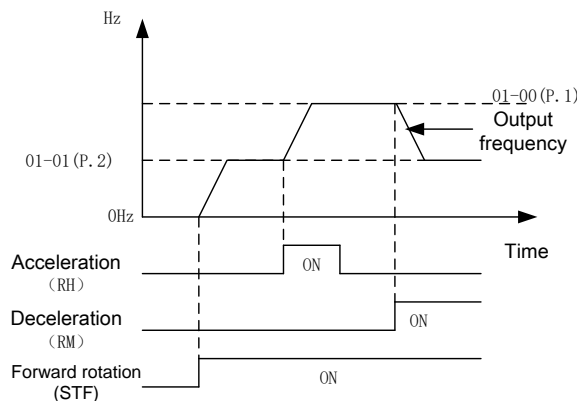 Hz
01-00(P.1)
Output
frequency
01-01(P.2)
0Hz
Time
Acceleration
(RH)
ON
Deceleration
(RM)
ON
Forward rotation
(STF)
ON